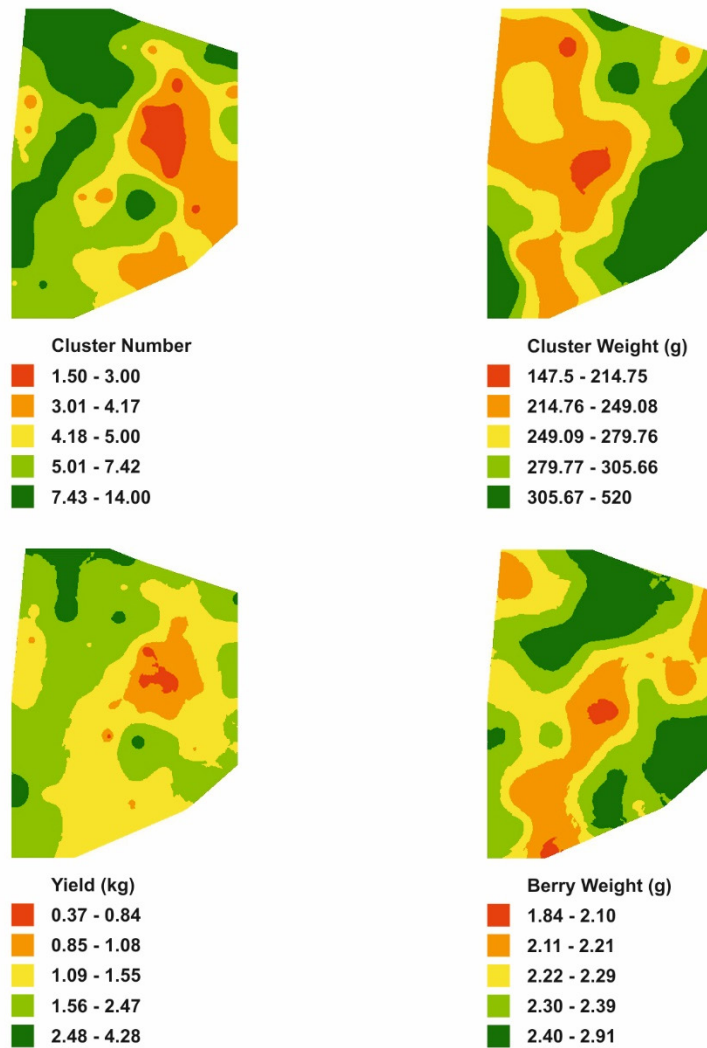 Cluster Number
1.50 - 3.00
3.01 - 4.17
4.18 - 5.00
5.01 - 7.42
7.43 - 14.00
Cluster Weight (g)
147.5 - 214.75
214.76 - 249.08
249.09 - 279.76
279.77 - 305.66
305.67 - 520
Yield (kg)
0.37 - 0.84
0.85 - 1.08
1.09 - 1.55
1.56 - 2.47
2.48 - 4.28
Berry Weight (g)
1.84 - 2.10
2.11 - 2.21
2.22 - 2.29
2.30 - 2.39
2.40 - 2.91